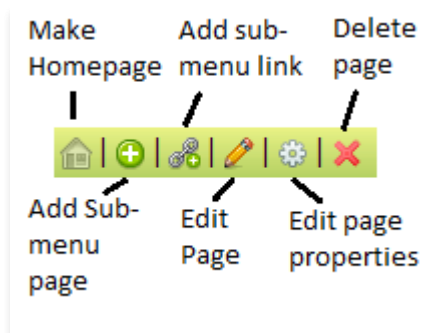 Make
Homepage
Add sub-
menu link
Delete
page
Add Sub-
menu
page
Edit
Page
Edit page
properties